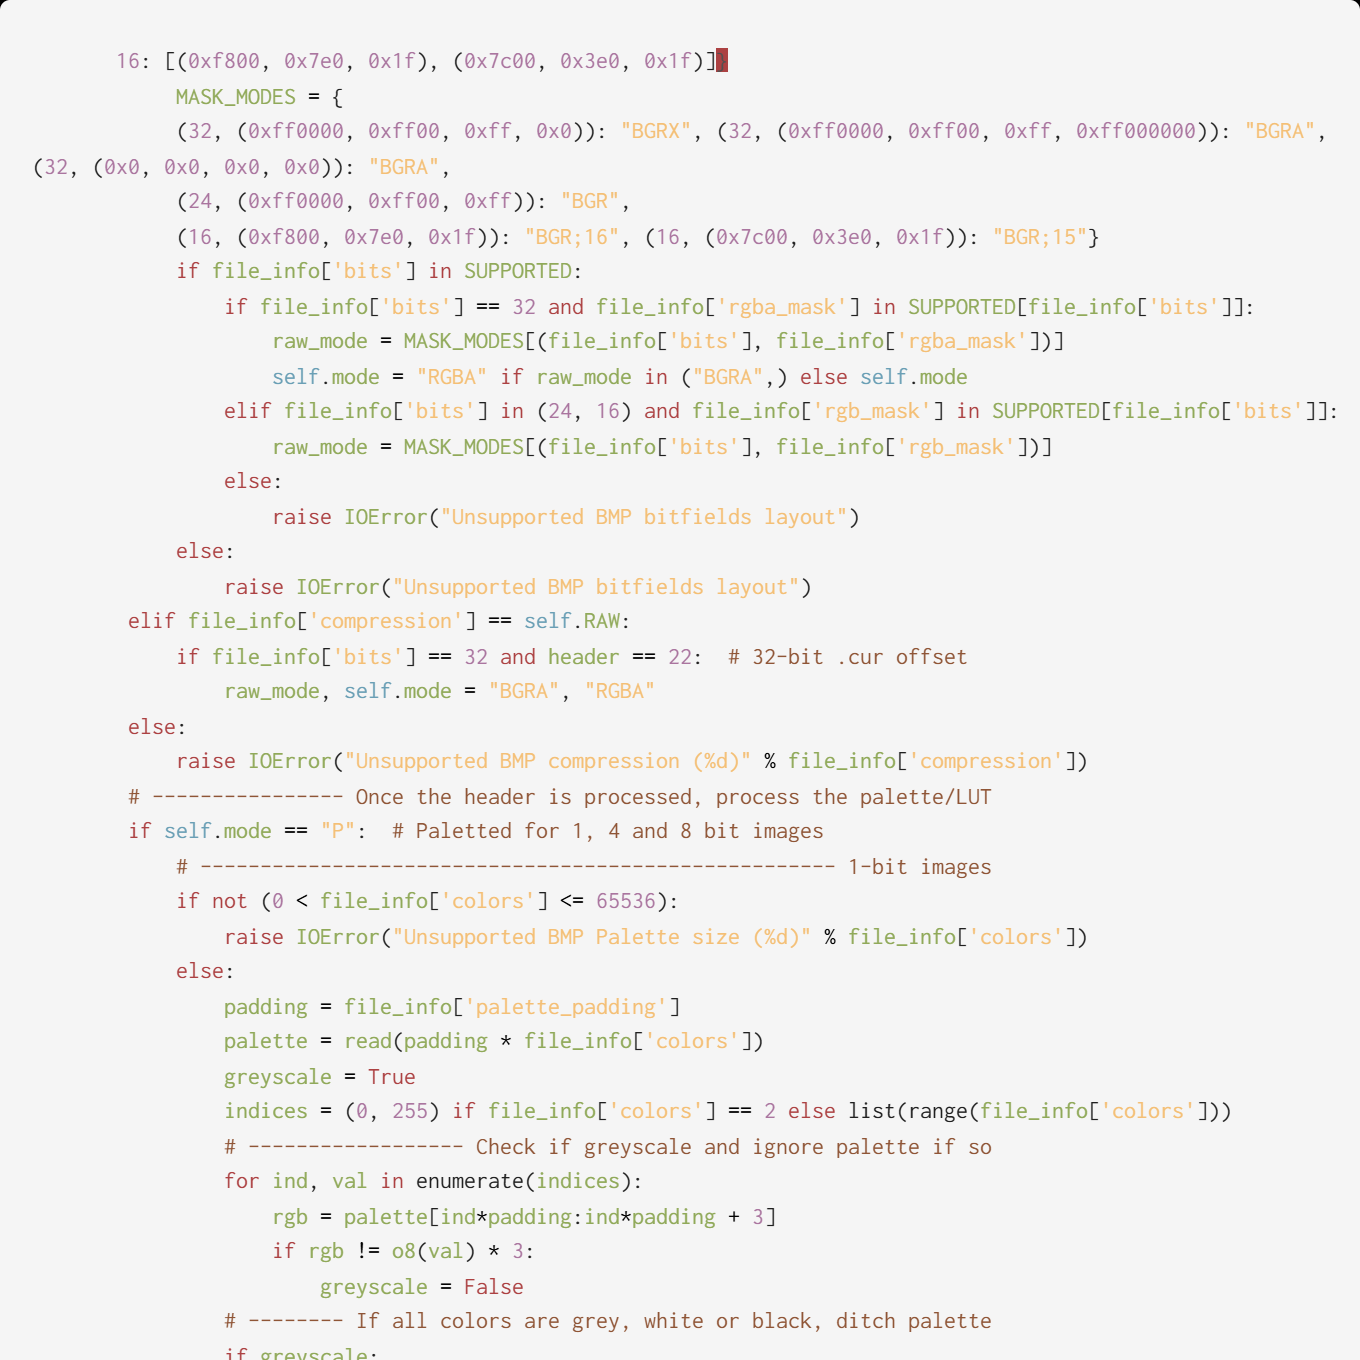 16: [(0xf800, 0x7e0, 0x1f), (0x7c00, 0x3e0, 0x1f)]}
MASK_MODES = {
(32, (0xff0000, 0xff00, 0xff, 0x0)): "BGRX", (32, (0xff0000, 0xff00, 0xff, 0xff000000)): "BGRA",
(32, (0x0, 0x0, 0x0, 0x0)): "BGRA",
(24, (0xff0000, 0xff00, 0xff)): "BGR",
(16, (0xf800, 0x7e0, 0x1f)): "BGR;16", (16, (0x7c00, 0x3e0, 0x1f)): "BGR;15"}
if file_info['bits'] in SUPPORTED:
if file_info['bits'] == 32 and file_info['rgba_mask'] in SUPPORTED[file_info['bits']]:
raw_mode = MASK_MODES[(file_info['bits'], file_info['rgba_mask'])]
self.mode = "RGBA" if raw_mode in ("BGRA",) else self.mode
elif file_info['bits'] in (24, 16) and file_info['rgb_mask'] in SUPPORTED[file_info['bits']]:
raw_mode = MASK_MODES[(file_info['bits'], file_info['rgb_mask'])]
else:
raise IOError("Unsupported BMP bitfields layout")
else:
raise IOError("Unsupported BMP bitfields layout")
elif file_info['compression'] == self.RAW:
if file_info['bits'] == 32 and header == 22:  # 32-bit .cur offset
raw_mode, self.mode = "BGRA", "RGBA"
else:
raise IOError("Unsupported BMP compression (%d)" % file_info['compression'])
# ---------------- Once the header is processed, process the palette/LUT
if self.mode == "P":  # Paletted for 1, 4 and 8 bit images
# ----------------------------------------------------- 1-bit images
if not (0 < file_info['colors'] <= 65536):
raise IOError("Unsupported BMP Palette size (%d)" % file_info['colors'])
else:
padding = file_info['palette_padding']
palette = read(padding * file_info['colors'])
greyscale = True
indices = (0, 255) if file_info['colors'] == 2 else list(range(file_info['colors']))
# ------------------ Check if greyscale and ignore palette if so
for ind, val in enumerate(indices):
rgb = palette[ind*padding:ind*padding + 3]
if rgb != o8(val) * 3:
greyscale = False
# -------- If all colors are grey, white or black, ditch palette
if greyscale: